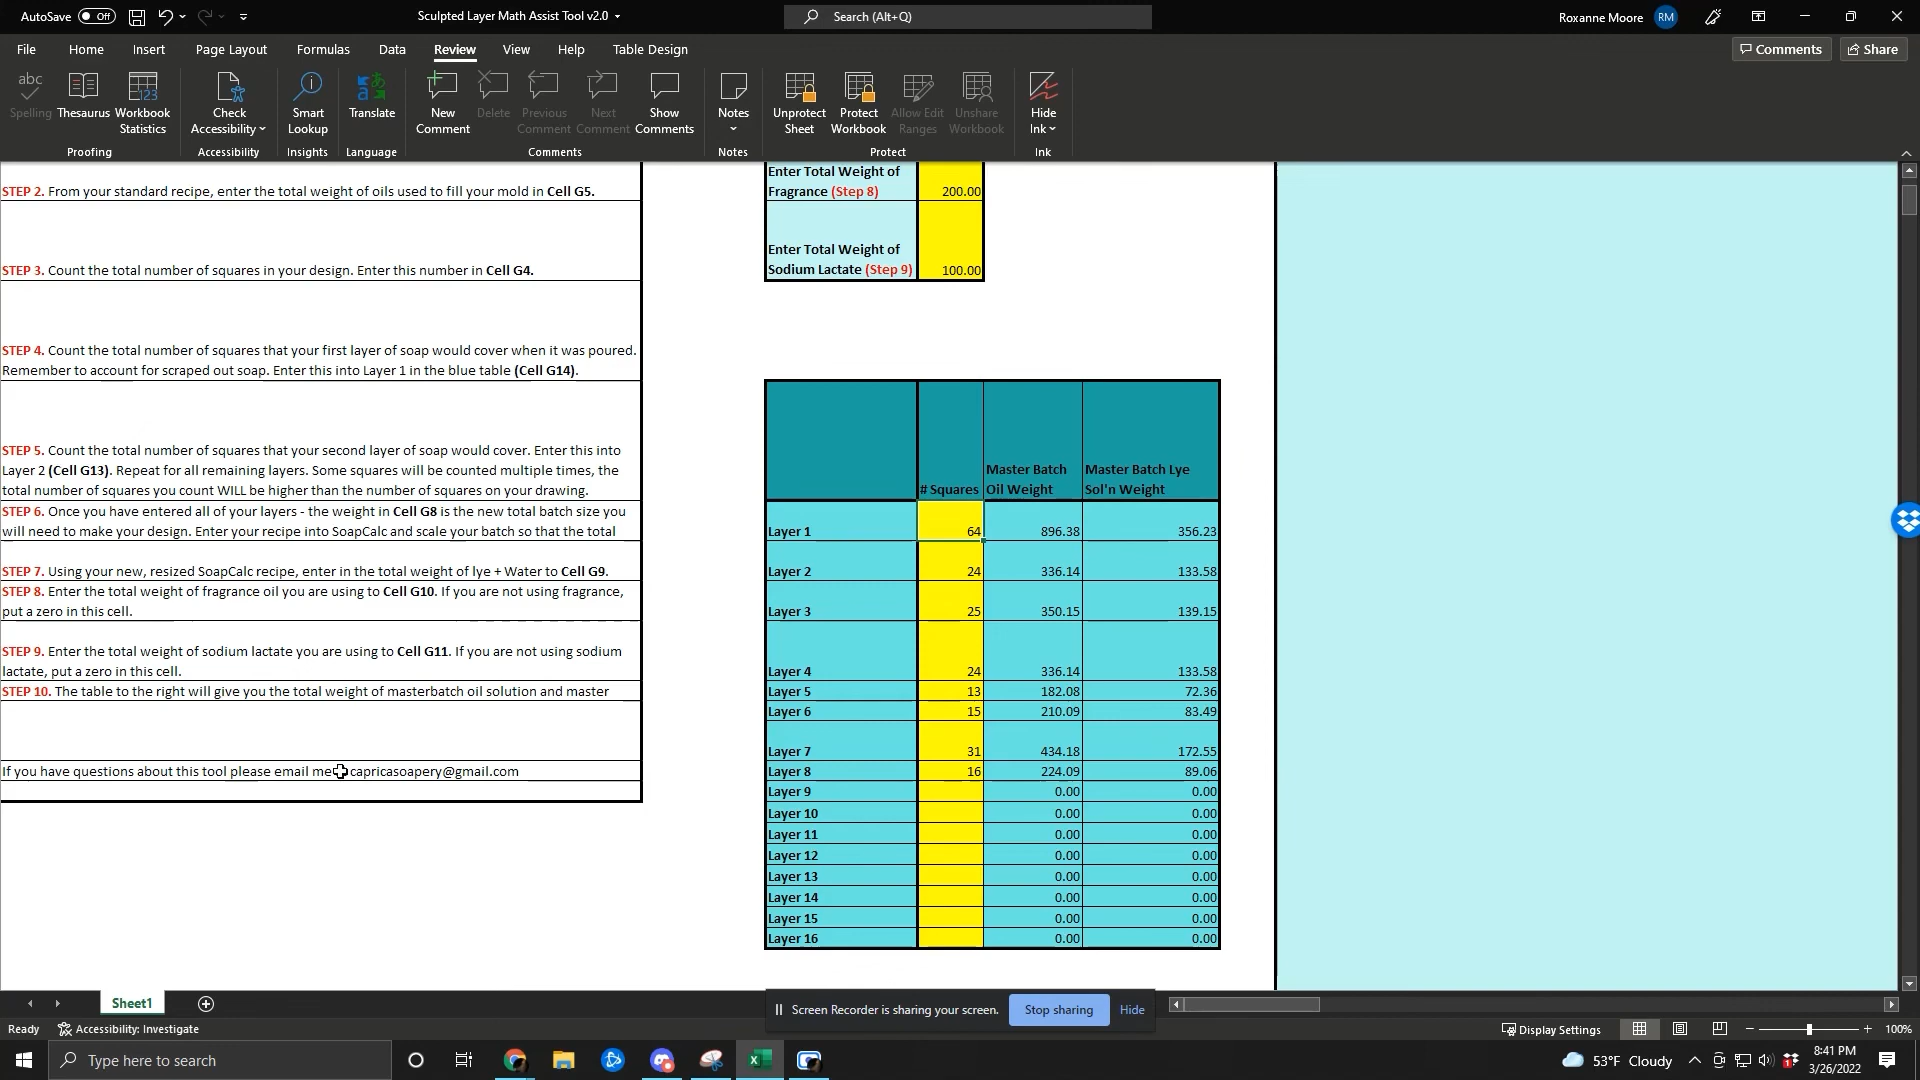 AutoSave Off
Sculpted Layer Math Assist Tool v2.0
Search (Alt+Q)
Roxanne Moore RM
File Home Insert Page Layout Formulas Data Review View Help Table Design Comments Share
abc
123
Spelling Thesaurus Workbook Statistics
Check Accessibility
Smart Lookup
Translate
New Comment
Delete
Previous Comment
Next Comment
Show Comments
Notes
Unprotect Sheet
Protect Workbook
Allow Edit Ranges
Unshare Workbook
Hide Ink
Proofing Accessibility Insights Language Comments Notes Protect Ink
STEP 2. From your standard recipe, enter the total weight of oils used to fill your mold in Cell G5.
STEP 3. Count the total number of squares in your design. Enter this number in Cell G4.
STEP 4. Count the total number of squares that your first layer of soap would cover when it was poured.
Remember to account for scraped out soap. Enter this into Layer 1 in the blue table (Cell G14).
STEP 5. Count the total number of squares that your second layer of soap would cover. Enter this into
Layer 2 (Cell G13). Repeat for all remaining layers. Some squares will be counted multiple times, the
total number of squares you count WILL be higher than the number of squares on your drawing.
STEP 6. Once you have entered all of your layers - the weight in Cell G8 is the new total batch size you
will need to make your design. Enter your recipe into SoapCalc and scale your batch so that the total
STEP 7. Using your new, resized SoapCalc recipe, enter in the total weight of lye + Water to Cell G9.
STEP 8. Enter the total weight of fragrance oil you are using to Cell G10. If you are not using fragrance,
put a zero in this cell.
STEP 9. Enter the total weight of sodium lactate you are using to Cell G11. If you are not using sodium
lactate, put a zero in this cell.
STEP 10. The table to the right will give you the total weight of masterbatch oil solution and master
If you have questions about this tool please email me capricasoapery@gmail.com
Enter Total Weight of
Fragrance (Step 8) 200.00
Enter Total Weight of
Sodium Lactate (Step 9) 100.00
Master Batch Master Batch Lye
# Squares Oil Weight Sol'n Weight
Layer 1 64 896.38 356.23
Layer 2 24 336.14 133.58
Layer 3 25 350.15 139.15
Layer 4 24 336.14 133.58
Layer 5 13 182.08 72.36
Layer 6 15 210.09 83.49
Layer 7 31 434.18 172.55
Layer 8 16 224.09 89.06
Layer 9 0.00 0.00
Layer 10 0.00 0.00
Layer 11 0.00 0.00
Layer 12 0.00 0.00
Layer 13 0.00 0.00
Layer 14 0.00 0.00
Layer 15 0.00 0.00
Layer 16 0.00 0.00
Sheet1
Screen Recorder is sharing your screen. Stop sharing Hide
Ready Accessibility: Investigate
Display Settings 100%
Type here to search
53°F Cloudy
8:41 PM
3/26/2022